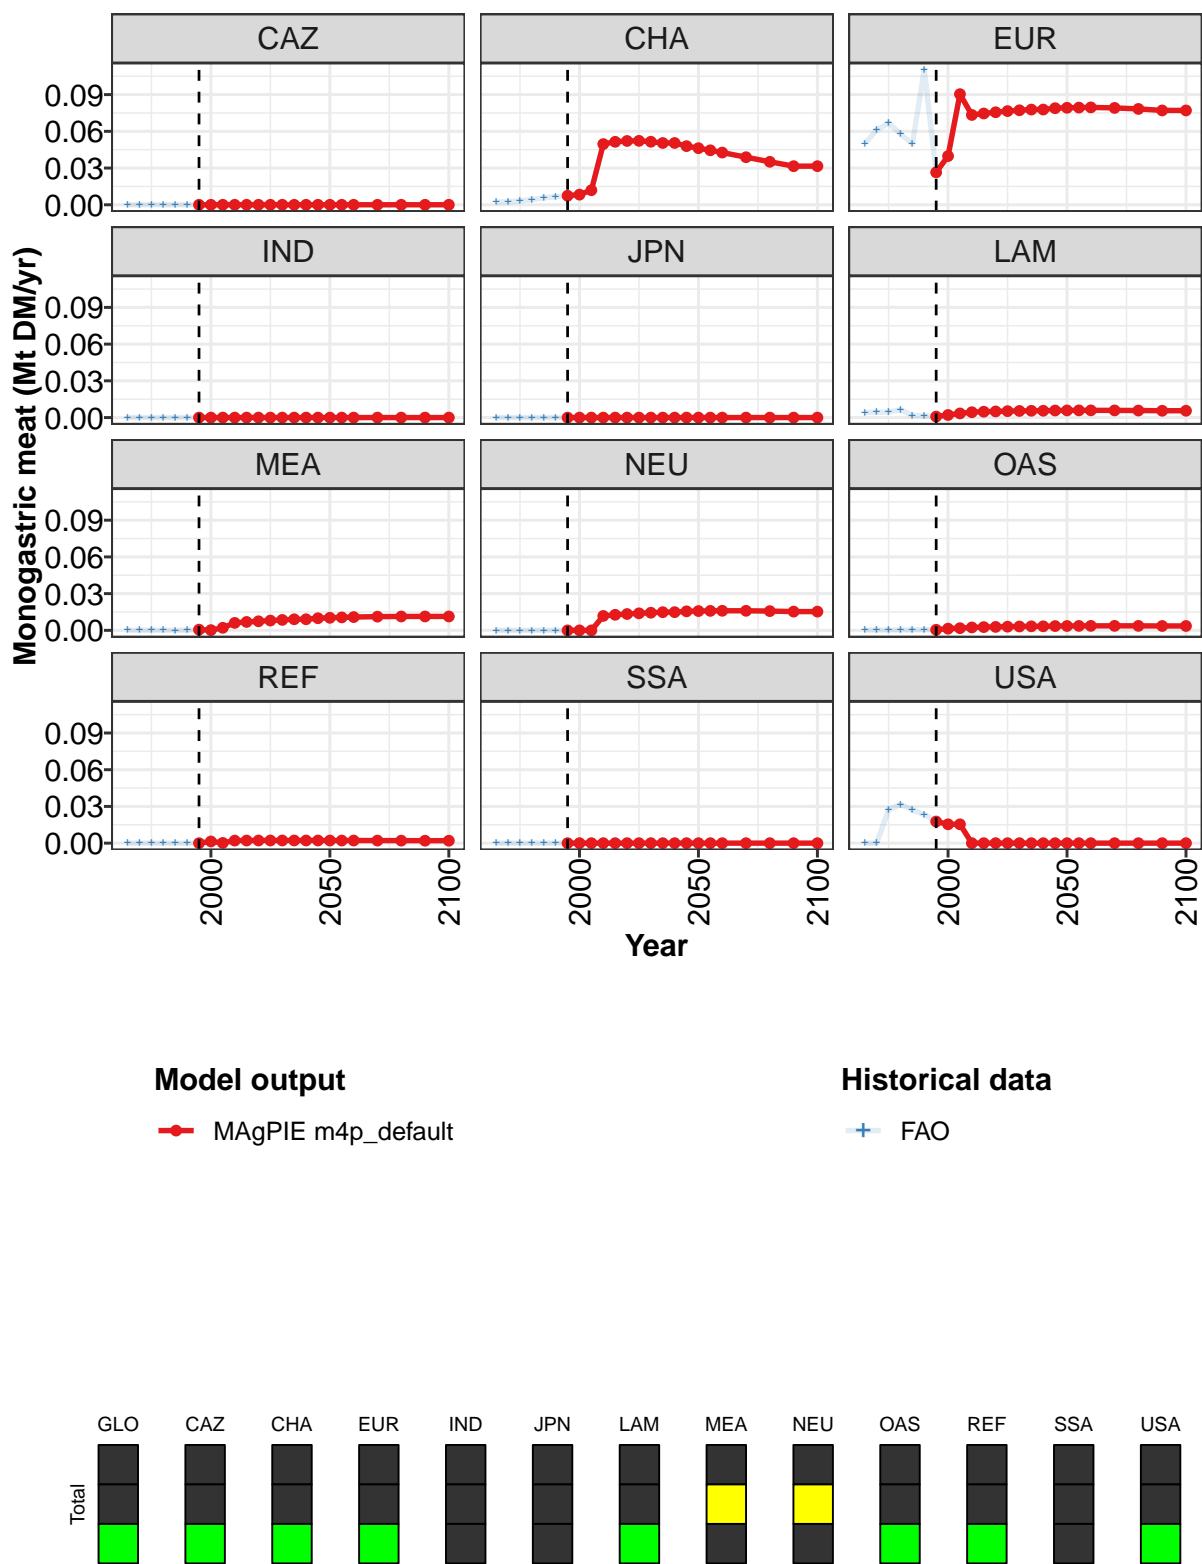 CAZ CHA EUR
0.09
0.06
0.03
0.00
IND JPN LAM
0.09
0.06
0.03
0.00
MEA NEU OAS
0.09
0.06
0.03
0.00
REF SSA USA
0.09
0.06
0.03
0.00
Monogastric meat (Mt DM/yr)
2000 2050 2100 2000 2050 2100 2000 2050 2100
Year
Model output Historical data
MAgPIE m4p_default FAO
GLO CAZ CHA EUR IND JPN LAM MEA NEU OAS REF SSA USA
Total